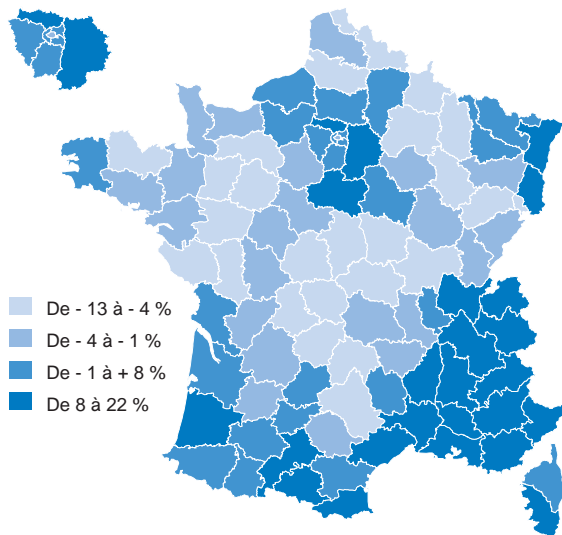 De - 13 à - 4 %
De - 4 à - 1 %
De - 1 à + 8 %
De 8 à 22 %